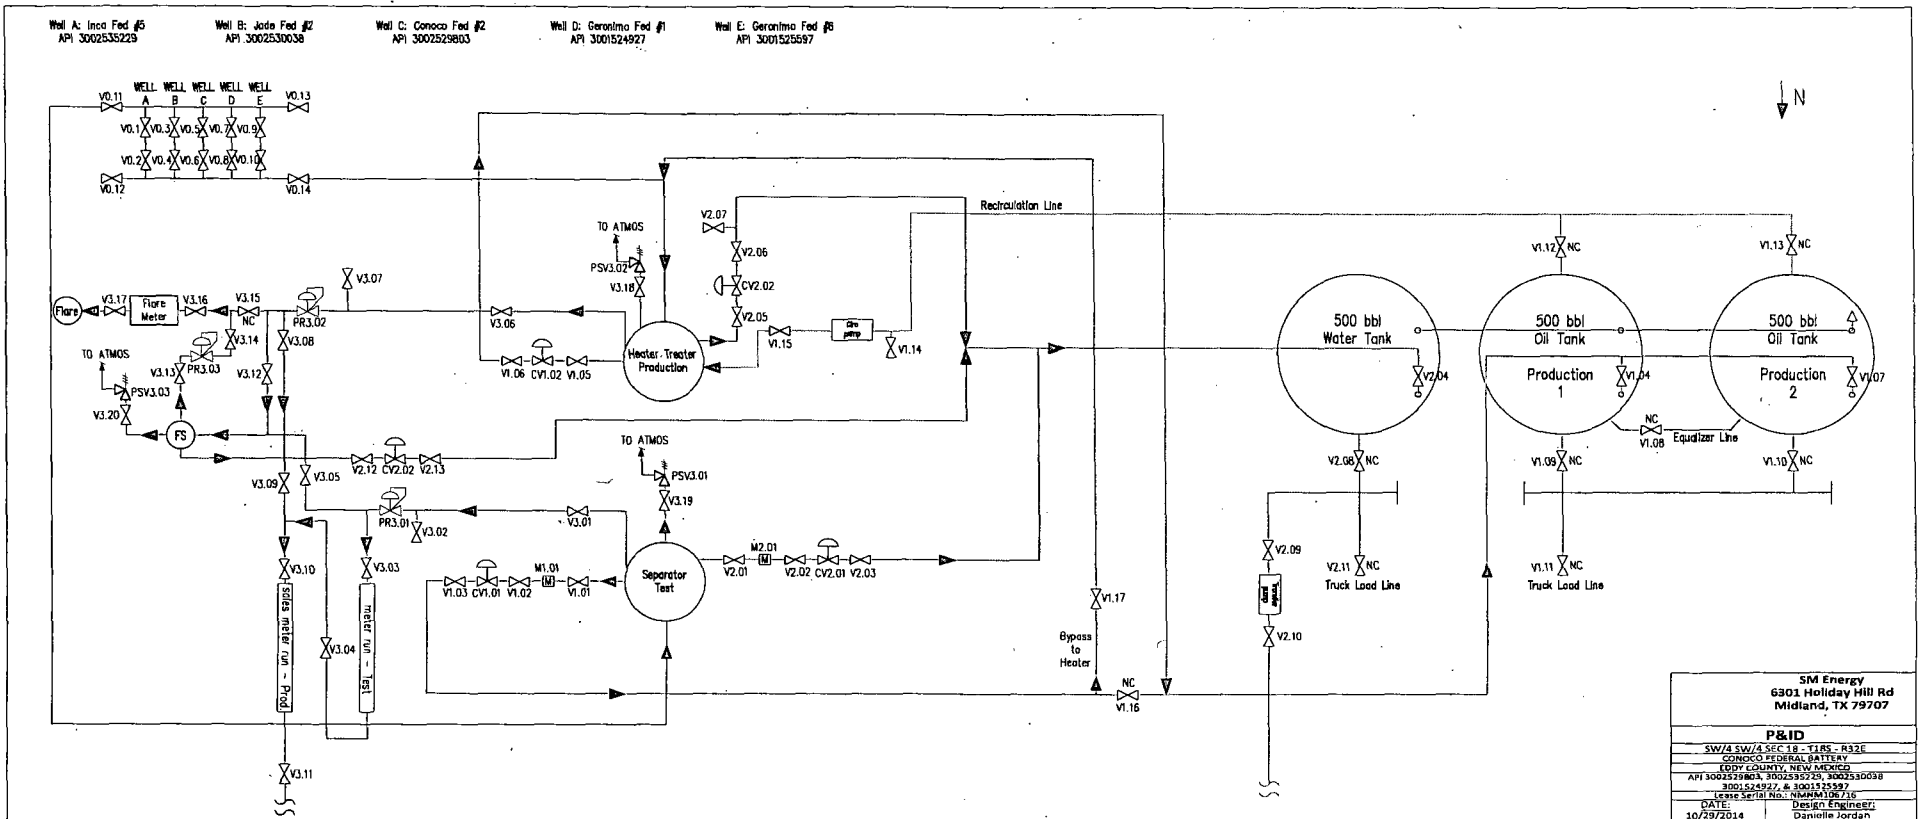 Well A: Inca Fed #5
API 3002535229
Well B: Jade Fed #2
API 3002530038
Well C: Conoco Fed #2
API 3002529803
Well D: Geronimo Fed #1
API 3001524927
Well E: Geronimo Fed #8
API 3001525597
N
WELL A
WELL B
WELL C
WELL D
WELL E
V0.11
V0.13
V0.1
V0.3
V0.5
V0.7
V0.9
V0.2
V0.4
V0.6
V0.8
V0.10
V0.12
V0.14
TO ATMOS
PSV3.02
V3.18
V2.07
V2.06
CV2.02
V2.05
Recirculation Line
V1.12
NC
V1.13
NC
Flare
V3.17
Flare Meter
V3.16
V3.15
NC
PR3.02
V3.07
V3.06
V3.14
V3.08
PR3.03
V3.13
V3.12
TO ATMOS
PSV3.03
V3.20
FS
V1.06
CV1.02
V1.05
Heater Treater
Production
V1.15
Circ pump
V1.14
500 bbl
Water Tank
V2.04
500 bbl
Oil Tank
Production
1
V1.04
500 bbl
Oil Tank
Production
2
V1.07
NC
V1.08
Equalizer Line
V2.12
CV2.02
V2.13
V3.09
V3.05
TO ATMOS
PSV3.01
V3.19
PR3.01
V3.02
V3.01
V2.08
NC
V1.09
NC
V1.10
NC
V3.10
V3.03
V1.03
CV1.01
V1.02
M1.01
M
V1.01
Separator
Test
V2.01
M2.01
M
V2.02
CV2.01
V2.03
V2.09
Transfer pump
V2.10
V2.11
NC
Truck Load Line
V1.11
NC
Truck Load Line
V1.17
Bypass
to
Heater
NC
V1.16
sales meter run - Prod.
V3.04
meter run - Test
V3.11
SM Energy
6301 Holiday Hill Rd
Midland, TX 79707
P&ID
SW/4 SW/4 SEC 18 - T18S - R32E
CONOCO FEDERAL BATTERY
EDDY COUNTY, NEW MEXICO
API 3002529803, 3002535229, 3002530038
3001524927, & 3001525597
Lease Serial No.: NMNM106716
DATE:
10/29/2014
Design Engineer:
Danielle Jordan